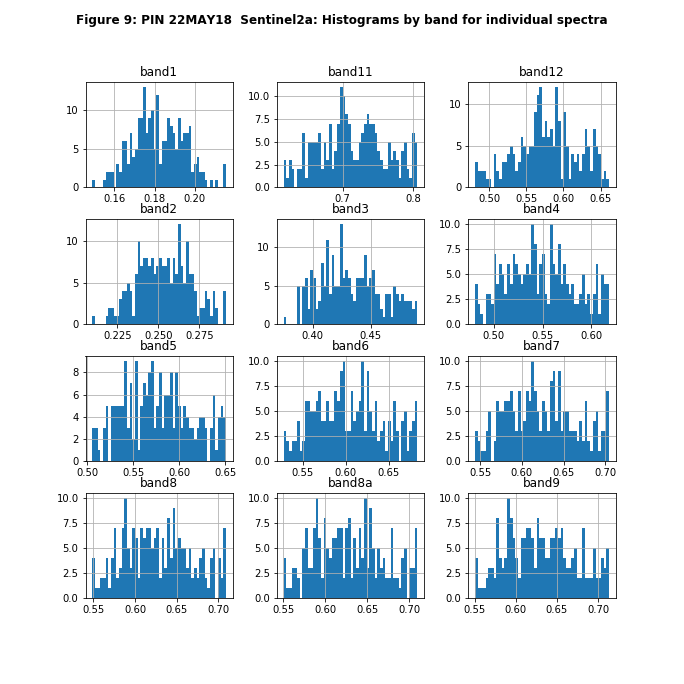 Figure 9: PIN 22MAY18  Sentinel2a: Histograms by band for individual spectra
band1
10
5
0
0.16 0.18 0.20
band11
10.0
7.5
5.0
2.5
0.0
0.7 0.8
band12
10
5
0
0.50 0.55 0.60 0.65
band2
10
5
0
0.225 0.250 0.275
band3
10
5
0
0.40 0.45
band4
10.0
7.5
5.0
2.5
0.0
0.50 0.55 0.60
band5
8
6
4
2
0
0.50 0.55 0.60 0.65
band6
10.0
7.5
5.0
2.5
0.0
0.55 0.60 0.65
band7
10.0
7.5
5.0
2.5
0.0
0.55 0.60 0.65 0.70
band8
10.0
7.5
5.0
2.5
0.0
0.55 0.60 0.65 0.70
band8a
10.0
7.5
5.0
2.5
0.0
0.55 0.60 0.65 0.70
band9
10.0
7.5
5.0
2.5
0.0
0.55 0.60 0.65 0.70